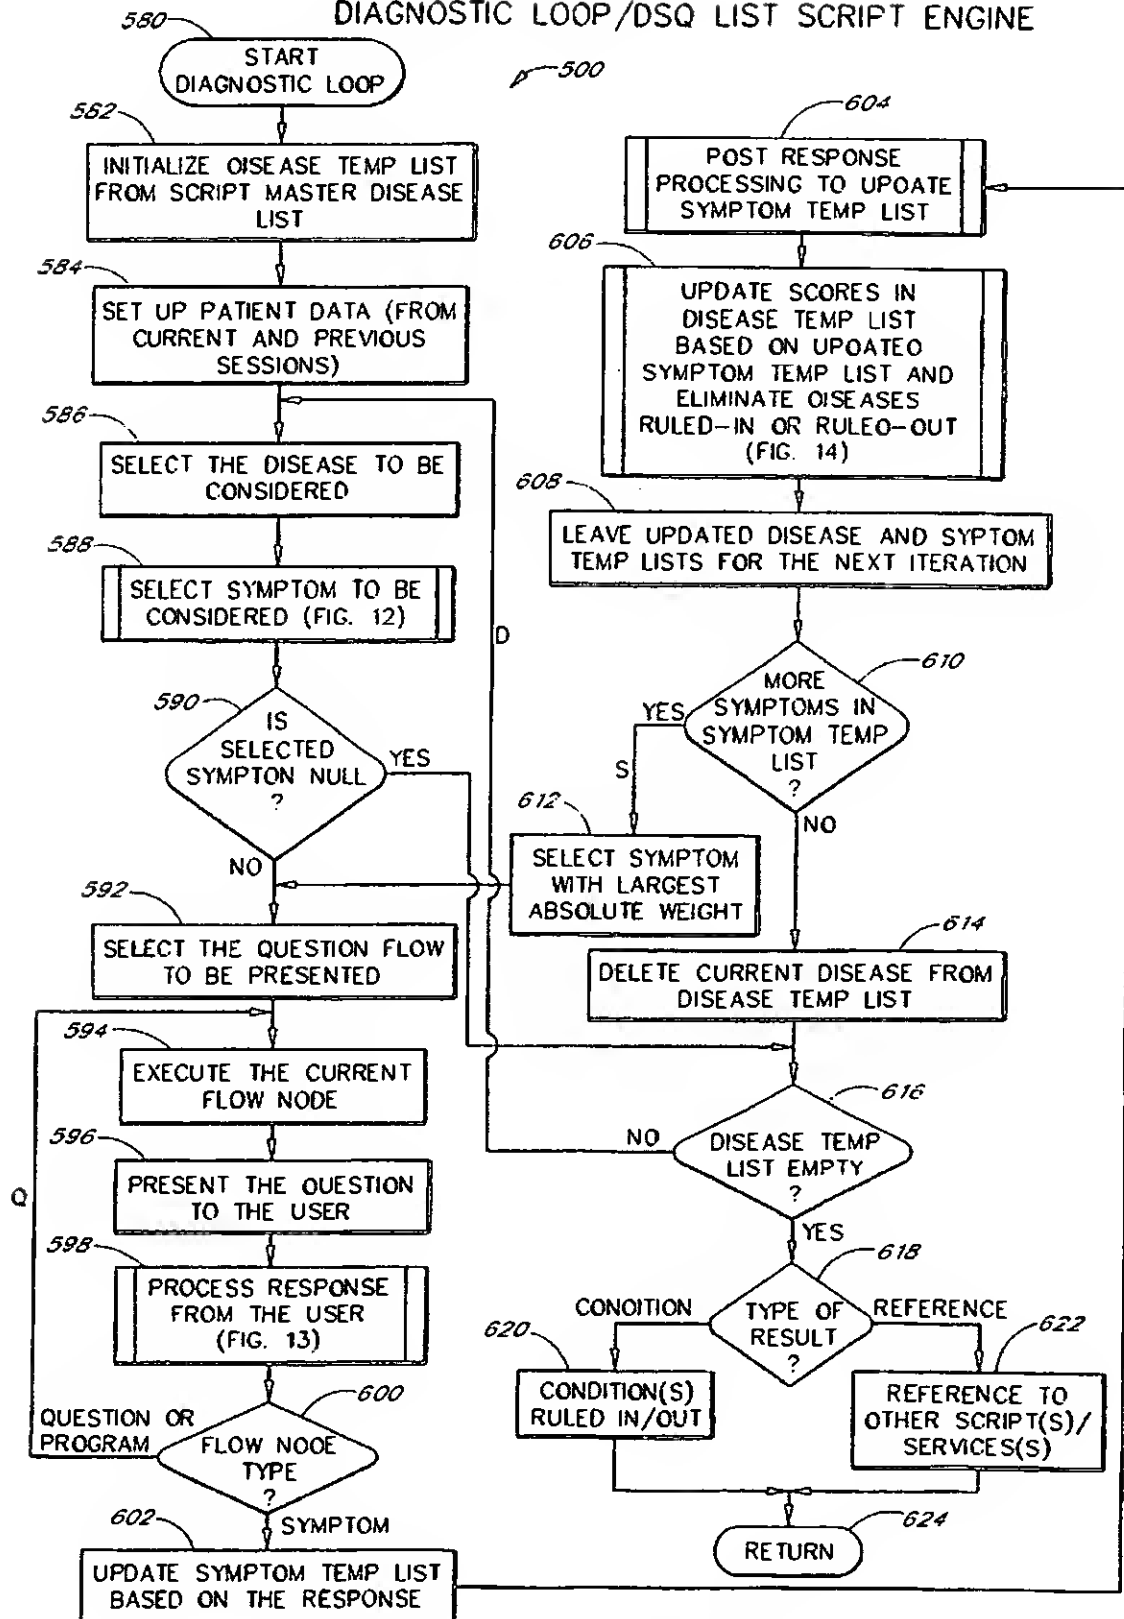 DIAGNOSTIC LOOP/DSQ LIST SCRIPT ENGINE
580
START
DIAGNOSTIC LOOP
500
582
INITIALIZE OISEASE TEMP LIST
FROM SCRIPT MASTER DISEASE
LIST
584
SET UP PATIENT DATA (FROM
CURRENT AND PREVIOUS
SESSIONS)
586
SELECT THE DISEASE TO BE
CONSIDERED
588
SELECT SYMPTOM TO BE
CONSIDERED (FIG. 12)
D
590
IS
SELECTED
SYMPTON NULL
?
YES
NO
592
SELECT THE QUESTION FLOW
TO BE PRESENTED
594
EXECUTE THE CURRENT
FLOW NODE
596
PRESENT THE OUESTION
TO THE USER
Q
598
PROCESS RESPONSE
FROM THE USER
(FIG. 13)
600
QUESTION OR
PROGRAM
FLOW NOOE
TYPE
?
SYMPTOM
602
UPDATE SYMPTOM TEMP LIST
BASED ON THE RESPONSE
604
POST RESPONSE
PROCESSING TO UPOATE
SYMPTOM TEMP LIST
606
UPDATE SCORES IN
DISEASE TEMP LIST
BASED ON UPOATEO
SYMPTOM TEMP LIST AND
ELIMINATE OISEASES
RULED-IN OR RULEO-OUT
(FIG. 14)
608
LEAVE UPDATED DISEASE AND SYPTOM
TEMP LISTS FOR THE NEXT ITERATION
610
MORE
SYMPTOMS IN
SYMPTOM TEMP
LIST
?
YES
S
NO
612
SELECT SYMPTOM
WITH LARGEST
ABSOLUTE WEIGHT
614
DELETE CURRENT DISEASE FROM
DISEASE TEMP LIST
616
DISEASE TEMP
LIST EMPTY
?
NO
YES
618
TYPE OF
RESULT
?
CONDITION
REFERENCE
620
CONDITION(S)
RULED IN/OUT
622
REFERENCE TO
OTHER SCRIPT(S)/
SERVICES(S)
624
RETURN